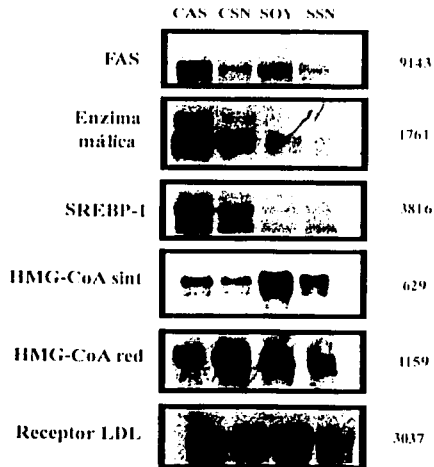 CAS CSN SOY SSN
FAS 9143
Enzima
málica 1761
SREBP-1 3816
HMG-CoA sint 629
HMG-CoA red 1159
Receptor LDL 3037